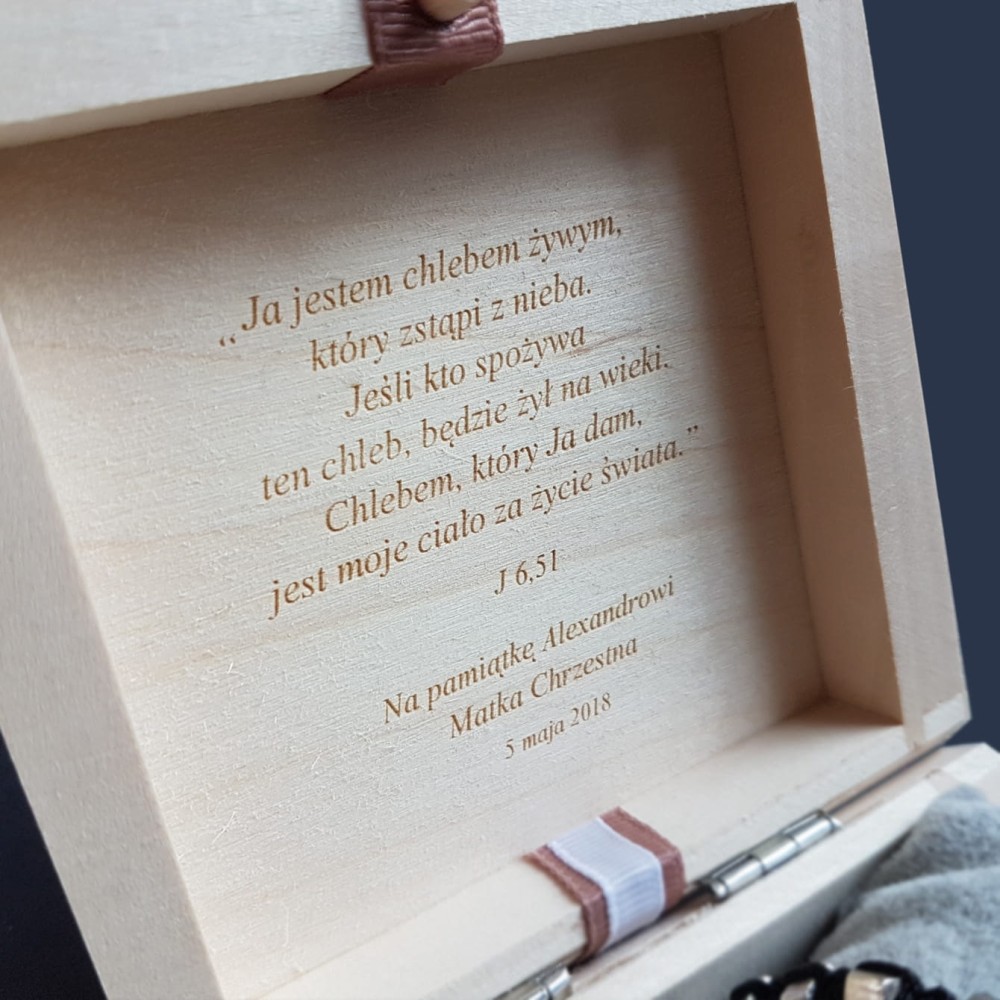 „Ja jestem chlebem żywym,
który zstąpi z nieba.
Jeśli kto spożywa
ten chleb, będzie żył na wieki.
Chlebem, który Ja dam,
jest moje ciało za życie świata.”
J 6,51
Na pamiątkę Alexandrowi
Matka Chrzestna
5 maja 2018